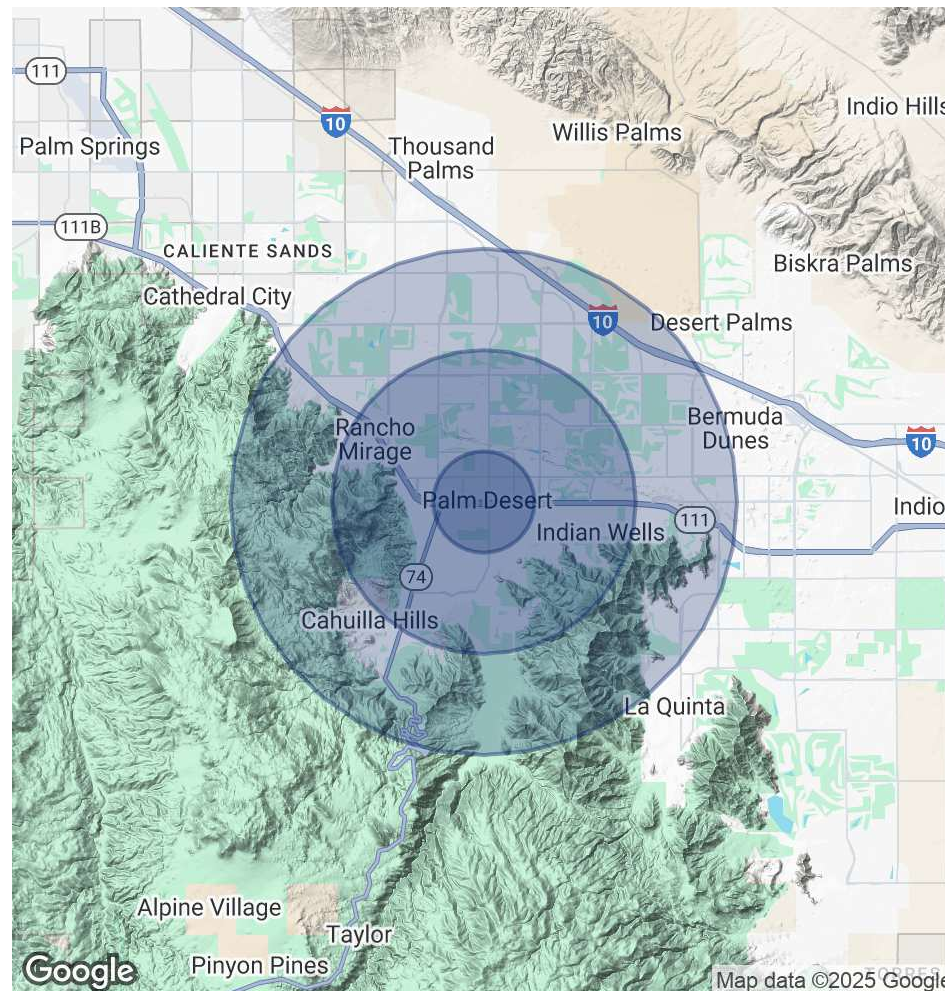 111
10
Indio Hills
Willis Palms
Thousand
Palms
Palm Springs
111B
CALIENTE SANDS
Biskra Palms
Cathedral City
10
Desert Palms
Bermuda
Dunes
Rancho
Mirage
10
Palm Desert
Indio
111
Indian Wells
74
Cahuilla Hills
La Quinta
Alpine Village
Taylor
Pinyon Pines
Google
Map data ©2025 Google